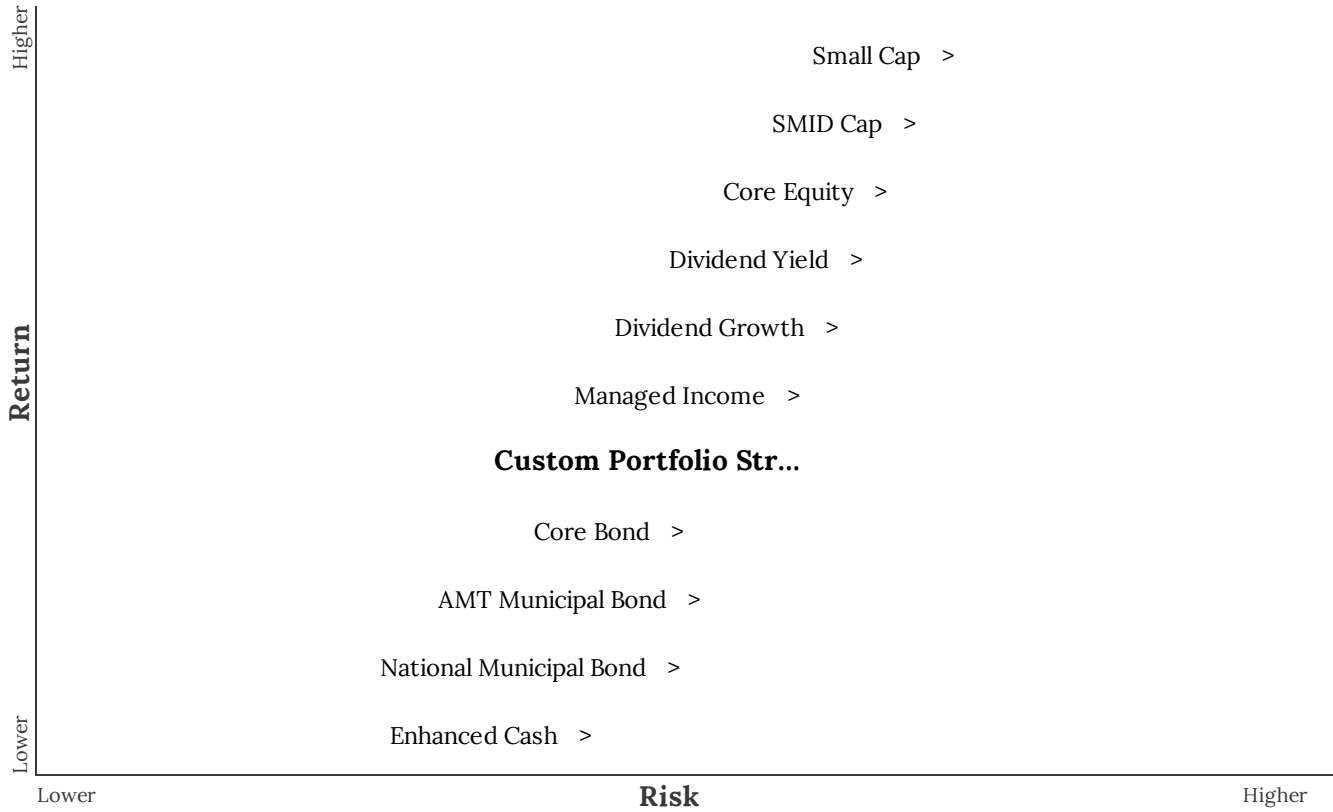 Higher
Small Cap >
SMID Cap >
Core Equity >
Dividend Yield >
Dividend Growth >
Return
Managed Income >
Custom Portfolio Str...
Core Bond >
AMT Municipal Bond >
National Municipal Bond >
Enhanced Cash >
Lower
Lower
Risk
Higher